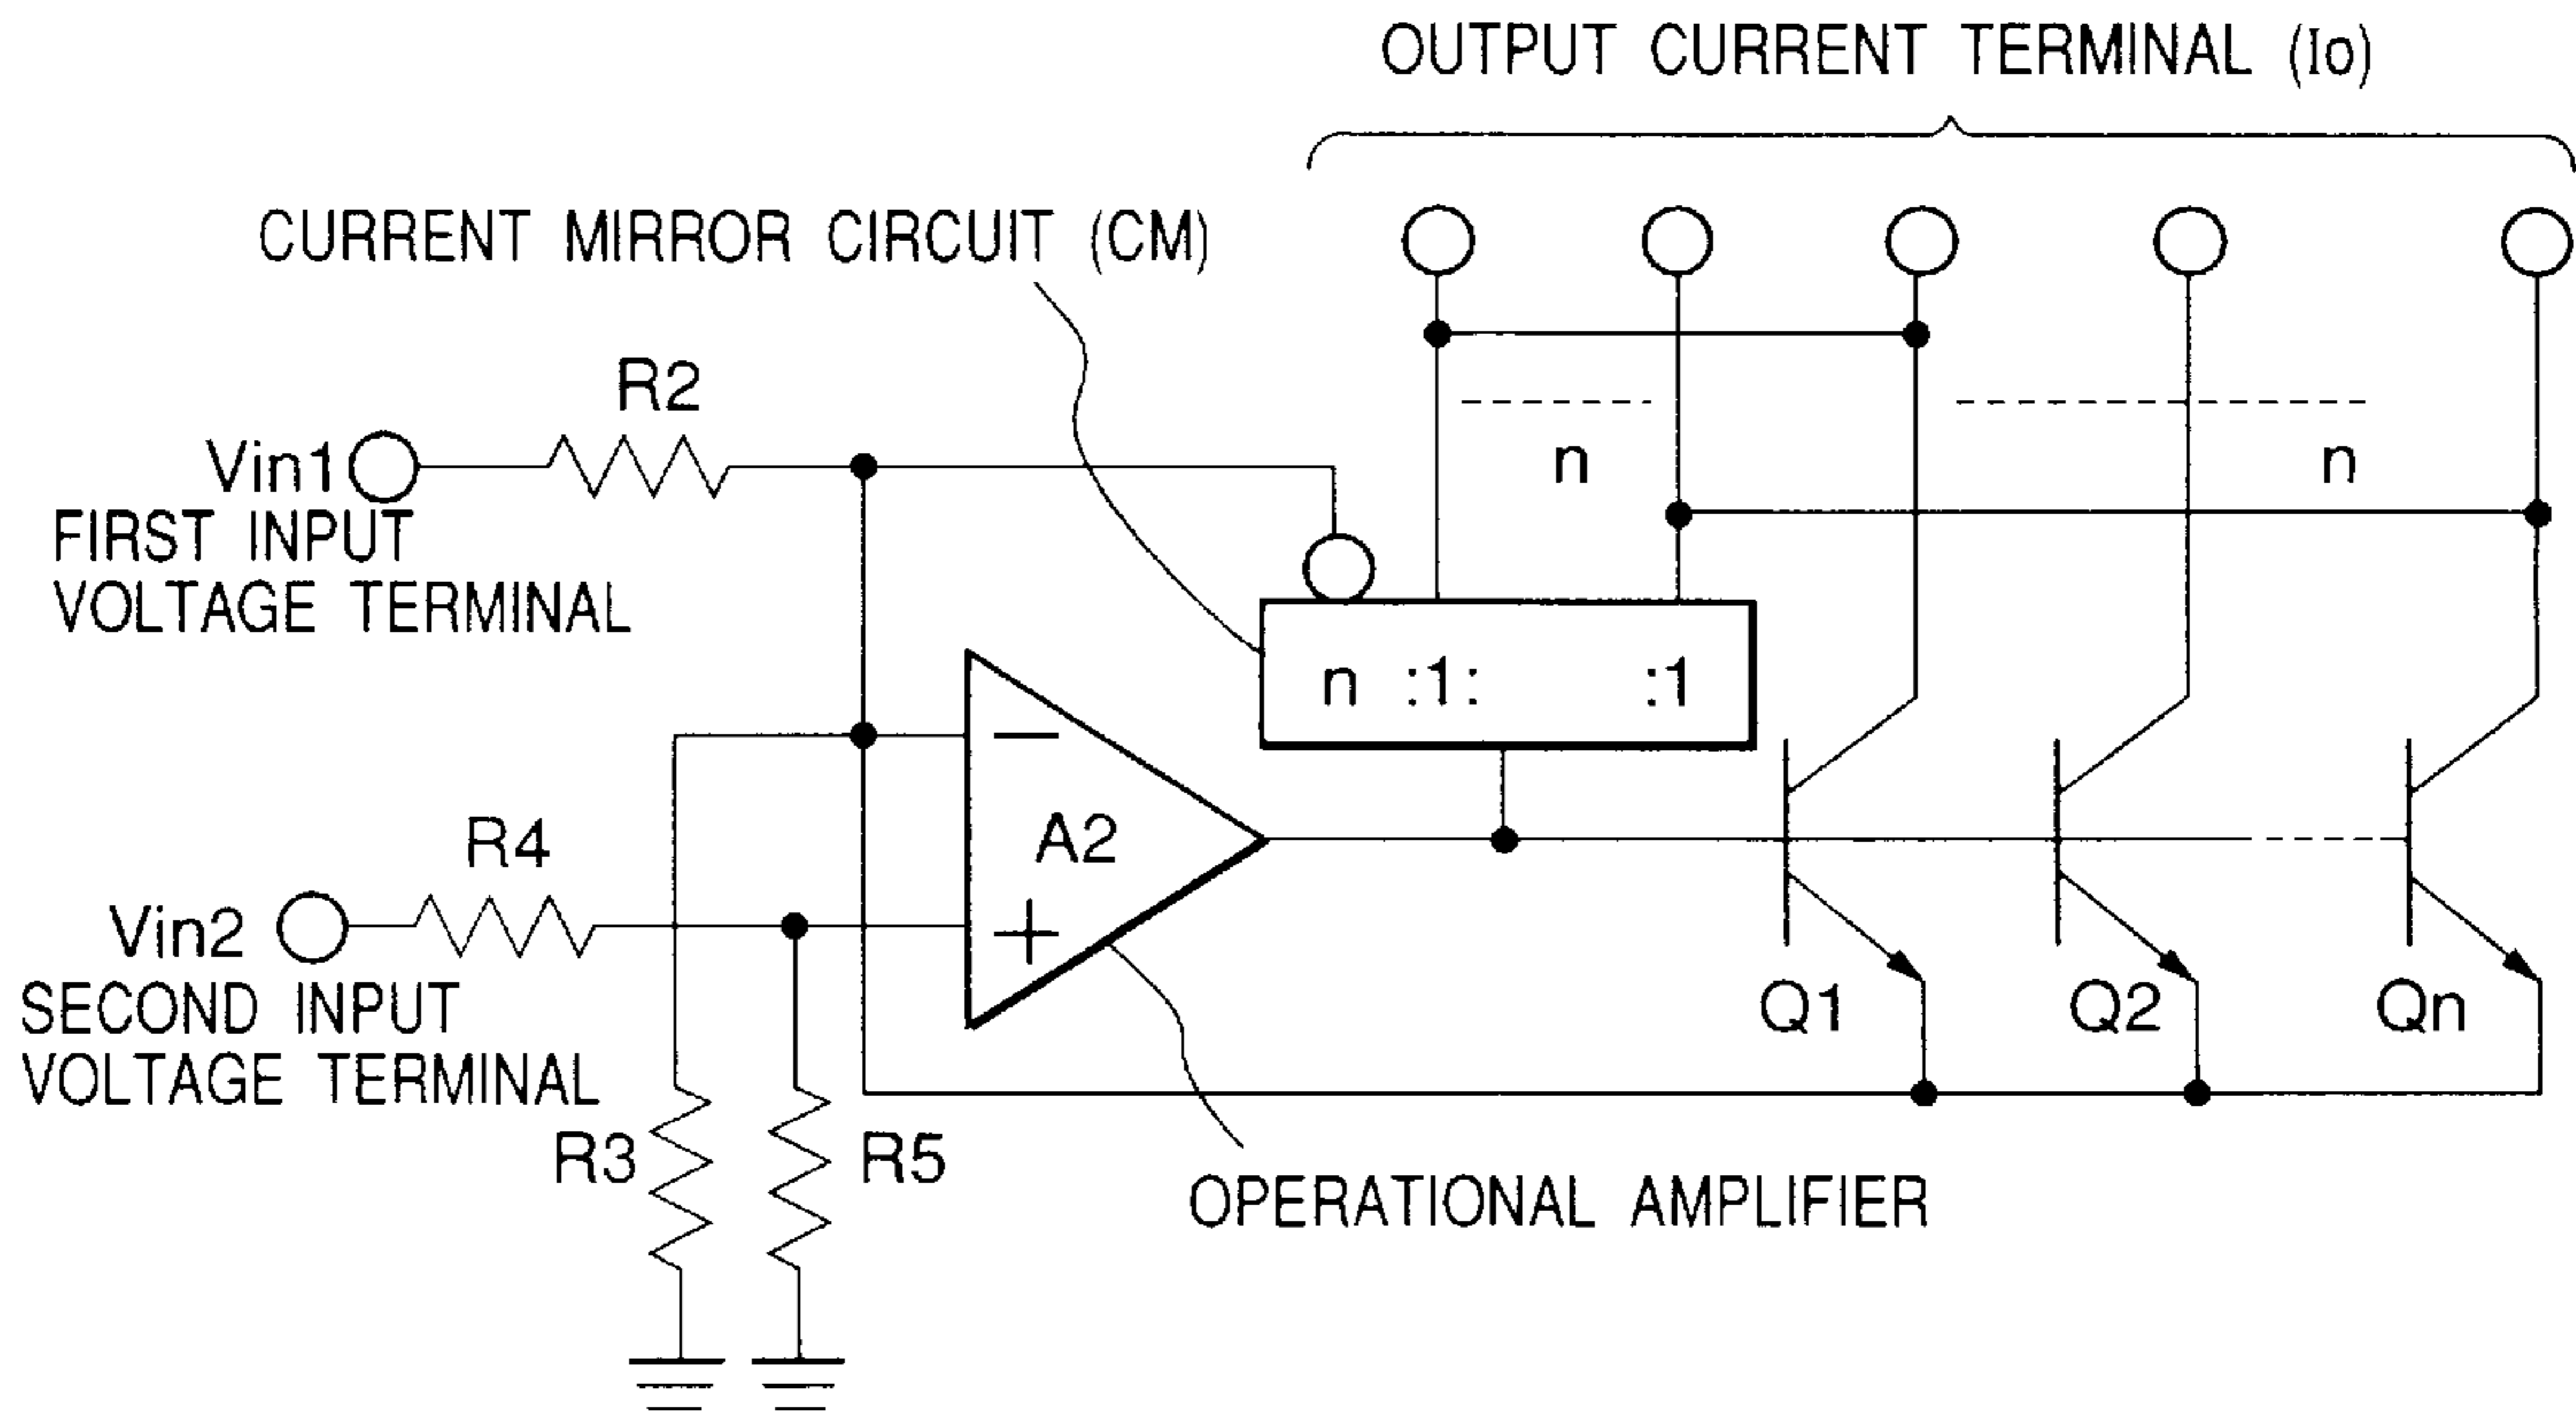 OUTPUT CURRENT TERMINAL (Io)
CURRENT MIRROR CIRCUIT (CM)
R2
Vin1
FIRST INPUT
VOLTAGE TERMINAL
n
n
n :1: :1
−
A2
+
R4
Vin2
SECOND INPUT
VOLTAGE TERMINAL
Q1
Q2
Qn
R3
R5
OPERATIONAL AMPLIFIER